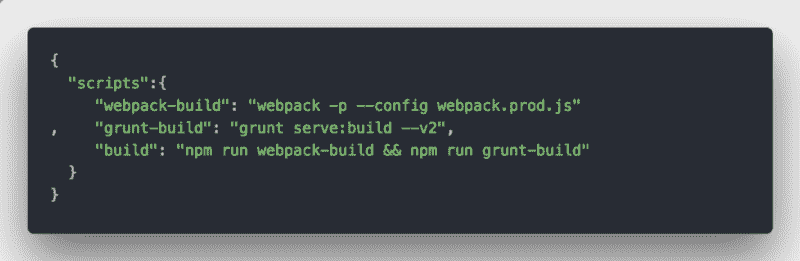 {
"scripts":{
"webpack-build": "webpack -p --config webpack.prod.js"
, "grunt-build": "grunt serve:build --v2",
"build": "npm run webpack-build && npm run grunt-build"
}
}